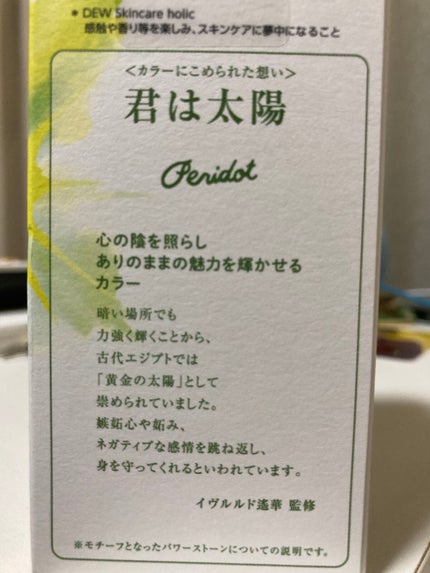 * DEW Skincare holic
感触や香り等を楽しみ、スキンケアに夢中になること
＜カラーにこめられた想い＞
君は太陽
Peridot
心の陰を照らし
ありのままの魅力を輝かせる
カラー
暗い場所でも
力強く輝くことから、
古代エジプトでは
「黄金の太陽」として
崇められていました。
嫉妬心や妬み、
ネガティブな感情を跳ね返し、
身を守ってくれるといわれています。
イヴルルド遙華 監修
※モチーフとなったパワーストーンについての説明です。